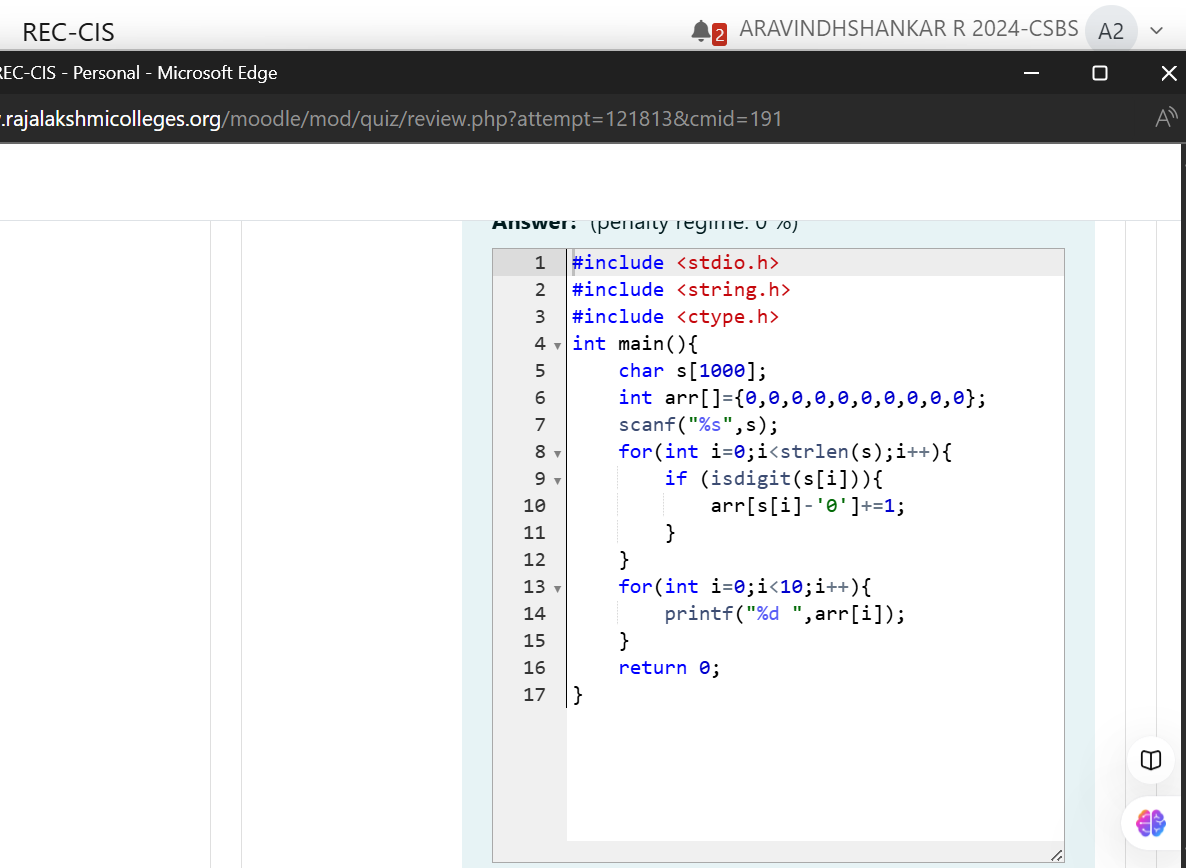 REC-CIS
2 ARAVINDHSHANKAR R 2024-CSBS A2
REC-CIS - Personal - Microsoft Edge
.rajalakshmicolleges.org/moodle/mod/quiz/review.php?attempt=121813&cmid=191
Answer: (penalty regime: 0 %)
1 #include <stdio.h>
2 #include <string.h>
3 #include <ctype.h>
4 int main(){
5     char s[1000];
6     int arr[]={0,0,0,0,0,0,0,0,0,0};
7     scanf("%s",s);
8     for(int i=0;i<strlen(s);i++){
9         if (isdigit(s[i])){
10             arr[s[i]-'0']+=1;
11         }
12     }
13     for(int i=0;i<10;i++){
14         printf("%d ",arr[i]);
15     }
16     return 0;
17 }